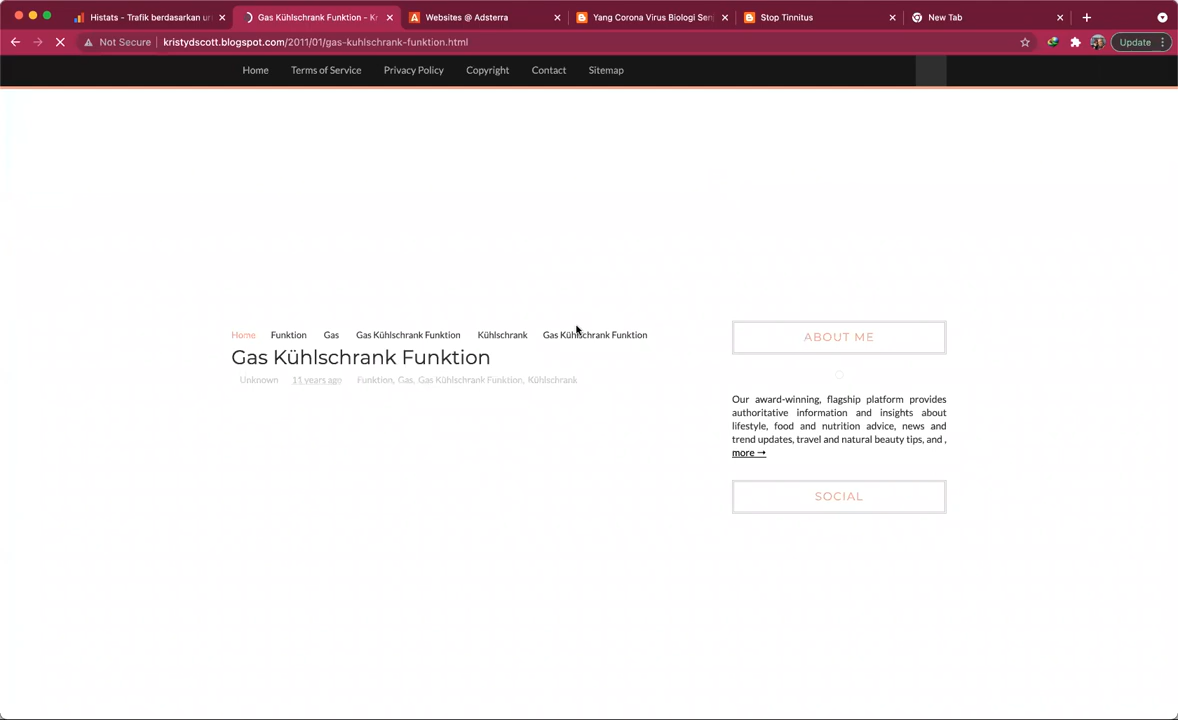 Histats - Trafik berdasarkan ur
Gas Kühlschrank Funktion - Kr
Websites @ Adsterra
Yang Corona Virus Biologi Seng
Stop Tinnitus
New Tab
Not Secure
kristydscott.blogspot.com/2011/01/gas-kuhlschrank-funktion.html
Update
Home
Terms of Service
Privacy Policy
Copyright
Contact
Sitemap
Home Funktion Gas Gas Kühlschrank Funktion Kühlschrank Gas Kühlschrank Funktion
Gas Kühlschrank Funktion
Unknown 11 years ago Funktion, Gas, Gas Kühlschrank Funktion, Kühlschrank
ABOUT ME
Our award-winning, flagship platform provides
authoritative information and insights about
lifestyle, food and nutrition advice, news and
trend updates, travel and natural beauty tips, and ,
more →
SOCIAL